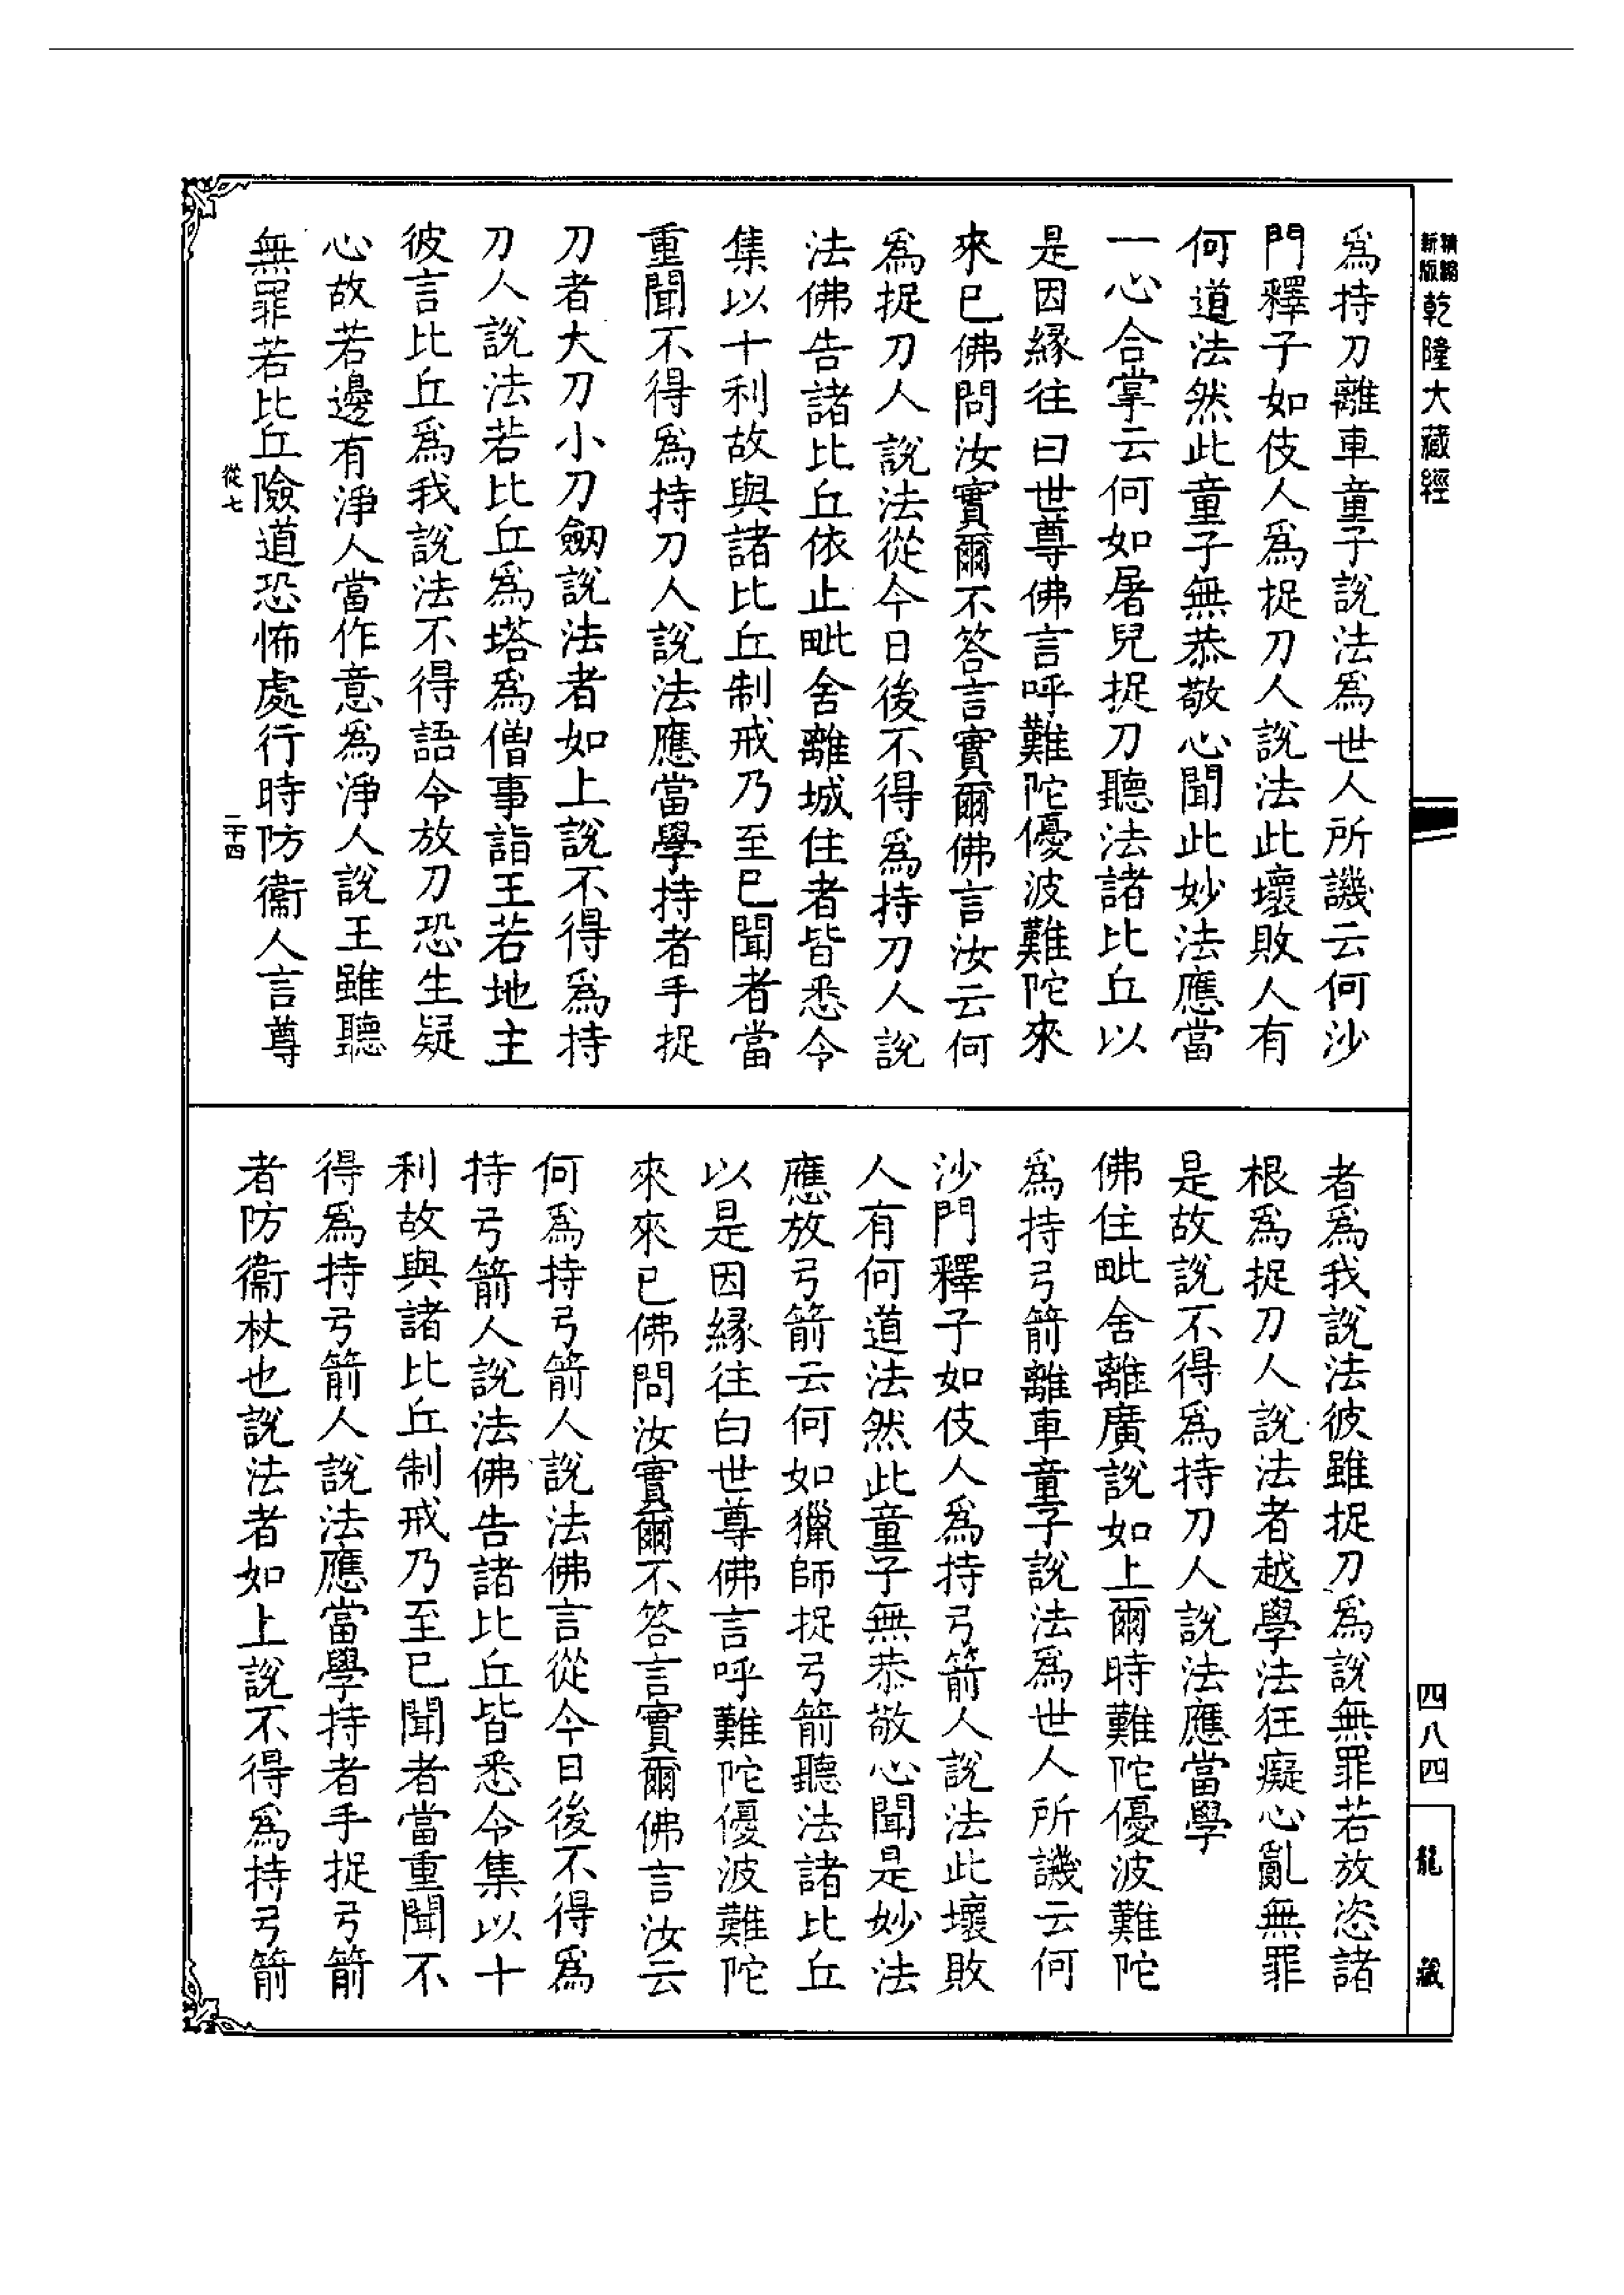 新版精縮乾隆大藏經
爲持刀離車童子說法爲世人所譏云何沙
門釋子如伎人爲捉刀人說法此壞敗人有
何道法然此童子無恭敬心聞此妙法應當
一心合掌云何如屠兒捉刀聽法諸比丘以
是因緣往曰世尊佛言呼難陀優波難陀來
來已佛問汝實爾不答言實爾佛言汝云何
爲捉刀人說法從今日後不得爲持刀人說
法佛告諸比丘依止毗舍離城住者皆悉令
集以十利故與諸比丘制戒乃至已聞者當
重聞不得爲持刀人說法應當學持者手捉
刀者大刀小刀劒說法者如上說不得爲持
刀人說法若比丘爲塔爲僧事詣王若地主
彼言比丘爲我說法不得語令放刀恐生疑
心故若邊有淨人當作意爲淨人說王雖聽
無罪若比丘險道恐怖處行時防衞人言尊
從七
二十四
者爲我說法彼雖捉刀爲說無罪若放恣諸
根爲捉刀人說法者越學法狂癡心亂無罪
是故說不得爲持刀人說法應當學
佛住毗舍離廣說如上爾時難陀優波難陀
爲持弓箭離車童子說法爲世人所譏云何
沙門釋子如伎人爲持弓箭人說法此壞敗
人有何道法然此童子無恭敬心聞是妙法
應放弓箭云何如獵師捉弓箭聽法諸比丘
以是因緣往白世尊佛言呼難陀優波難陀
來來已佛問汝實爾不答言實爾佛言汝云
何爲持弓箭人說法佛言從今日後不得爲
持弓箭人說法佛告諸比丘皆悉令集以十
利故與諸比丘制戒乃至已聞者當重聞不
得爲持弓箭人說法應當學持者手捉弓箭
者防衞杖也說法者如上說不得爲持弓箭
四八四
龍藏